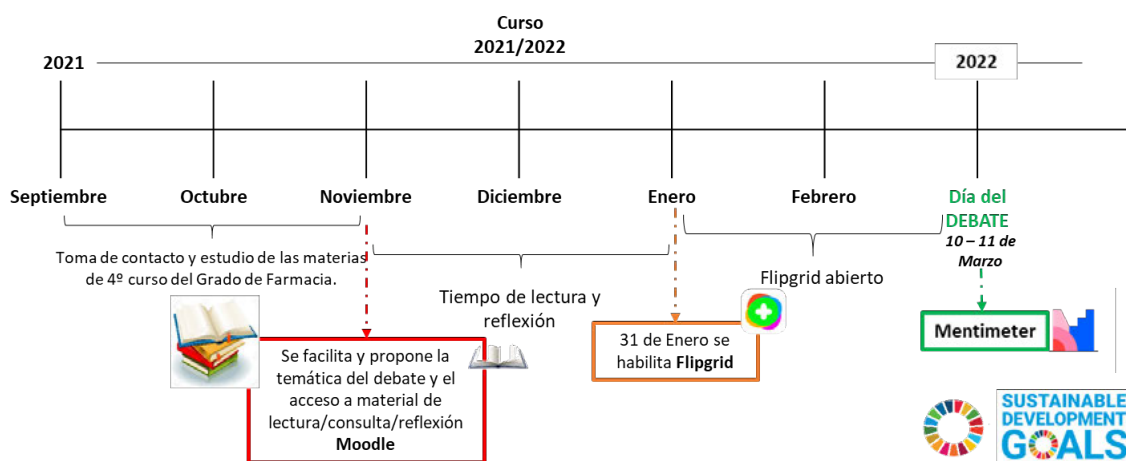 Curso
2021/2022
2021
2022
Septiembre
Octubre
Noviembre
Diciembre
Enero
Febrero
Día del
DEBATE
10 – 11 de
Marzo
Toma de contacto y estudio de las materias
de 4º curso del Grado de Farmacia.
Tiempo de lectura y
reflexión
Flipgrid abierto
Se facilita y propone la
temática del debate y el
acceso a material de
lectura/consulta/reflexión
Moodle
31 de Enero se
habilita Flipgrid
Mentimeter
SUSTAINABLE
DEVELOPMENT
GOALS